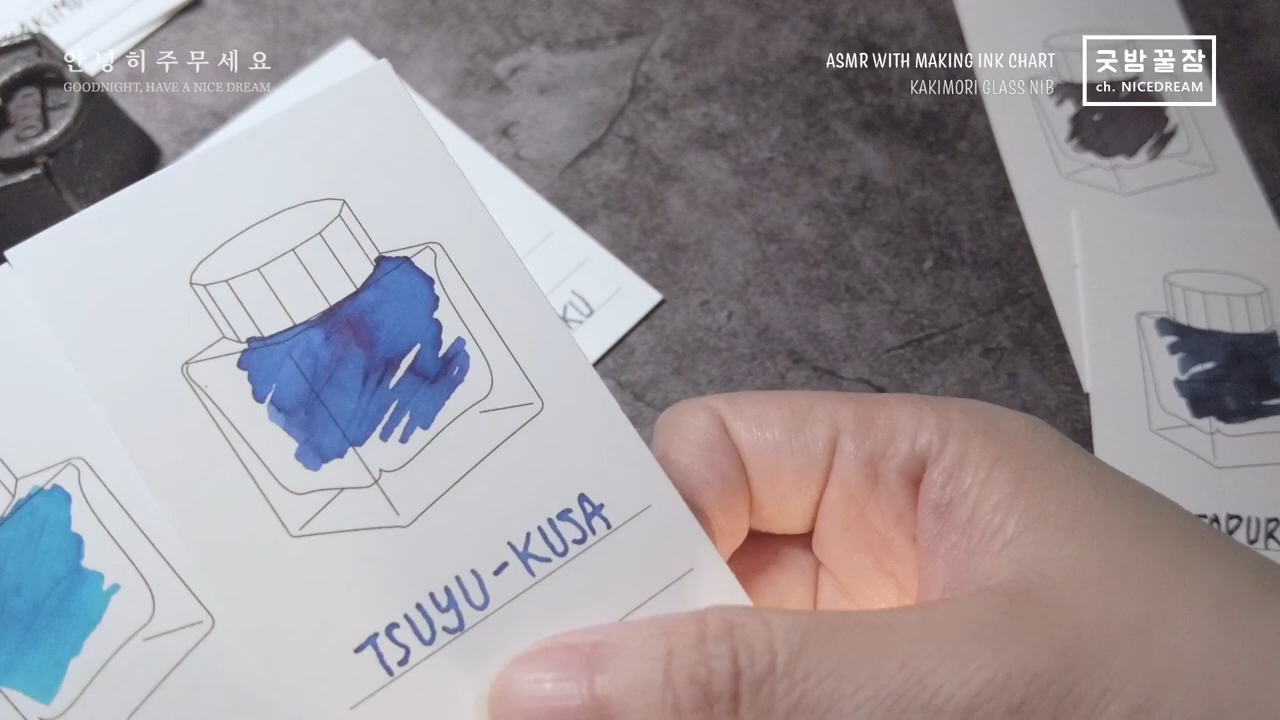 안녕히주무세요
GOODNIGHT, HAVE A NICE DREAM
ASMR WITH MAKING INK CHART
KAKIMORI GLASS NIB
굿밤꿀잠
ch. NICEDREAM
KU
TSUYU-KUSA